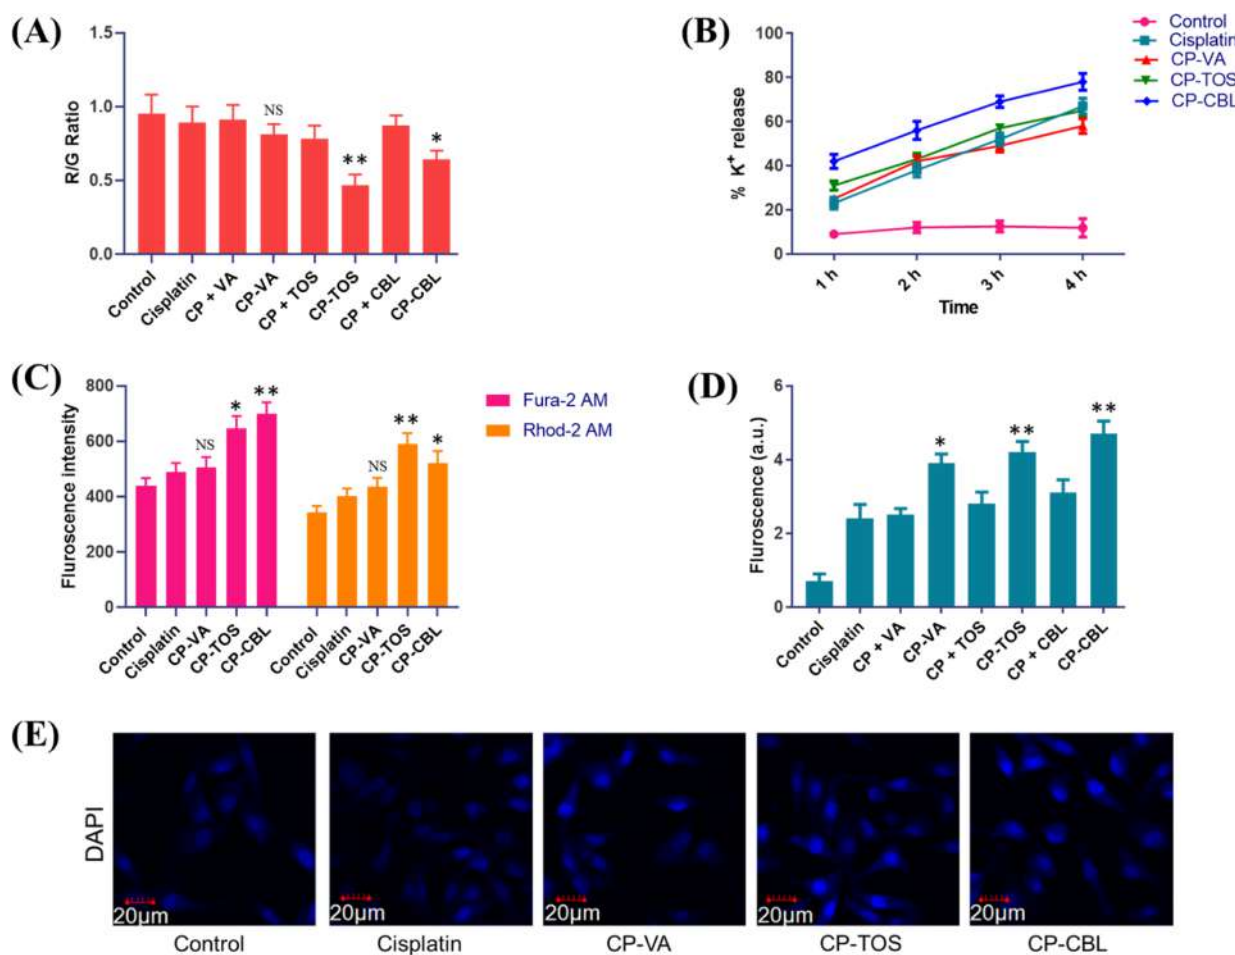 (A)
1.5
1.0
0.5
0.0
R/G Ratio
NS
**
*
Control
Cisplatin
CP + VA
CP-VA
CP + TOS
CP-TOS
CP + CBL
CP-CBL
(B)
100
80
60
40
20
0
% K⁺ release
1 h
2 h
3 h
4 h
Time
Control
Cisplatin
CP-VA
CP-TOS
CP-CBL
(C)
800
600
400
200
0
Fluroscence intensity
NS
*
**
NS
**
*
Control
Cisplatin
CP-VA
CP-TOS
CP-CBL
Control
Cisplatin
CP-VA
CP-TOS
CP-CBL
Fura-2 AM
Rhod-2 AM
(D)
6
4
2
0
Fluroscence (a.u.)
*
**
**
Control
Cisplatin
CP + VA
CP-VA
CP + TOS
CP-TOS
CP + CBL
CP-CBL
(E)
DAPI
20μm
20μm
20μm
20μm
20μm
Control
Cisplatin
CP-VA
CP-TOS
CP-CBL